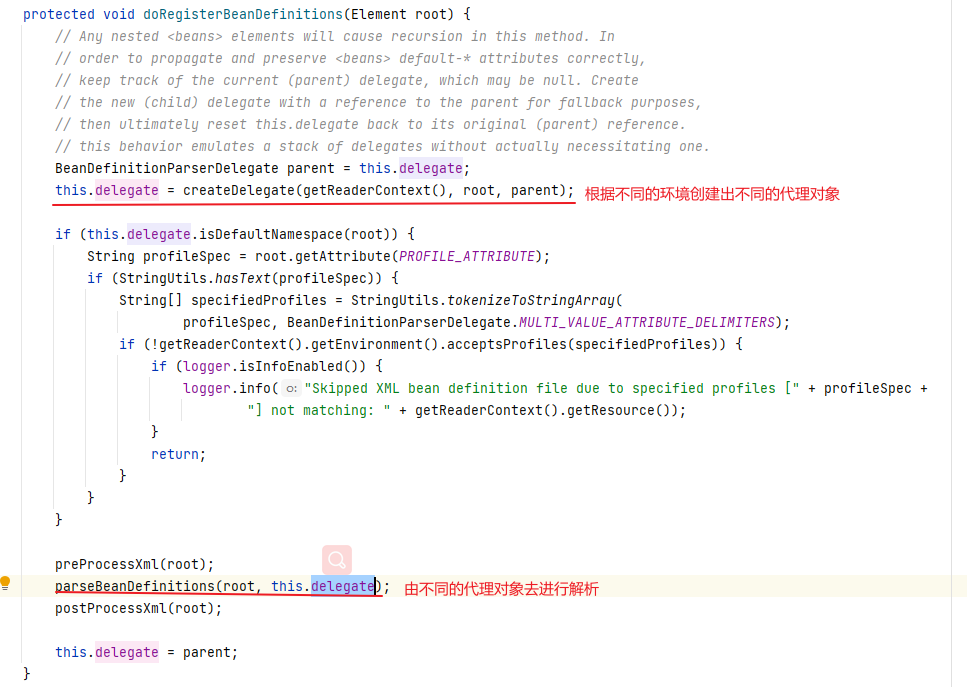 protected void doRegisterBeanDefinitions(Element root) {
// Any nested <beans> elements will cause recursion in this method. In
// order to propagate and preserve <beans> default-* attributes correctly,
// keep track of the current (parent) delegate, which may be null. Create
// the new (child) delegate with a reference to the parent for fallback purposes,
// then ultimately reset this.delegate back to its original (parent) reference.
// this behavior emulates a stack of delegates without actually necessitating one.
BeanDefinitionParserDelegate parent = this.delegate;
this.delegate = createDelegate(getReaderContext(), root, parent); 根据不同的环境创建出不同的代理对象
if (this.delegate.isDefaultNamespace(root)) {
String profileSpec = root.getAttribute(PROFILE_ATTRIBUTE);
if (StringUtils.hasText(profileSpec)) {
String[] specifiedProfiles = StringUtils.tokenizeToStringArray(
profileSpec, BeanDefinitionParserDelegate.MULTI_VALUE_ATTRIBUTE_DELIMITERS);
if (!getReaderContext().getEnvironment().acceptsProfiles(specifiedProfiles)) {
if (logger.isInfoEnabled()) {
logger.info( o: "Skipped XML bean definition file due to specified profiles [" + profileSpec +
"] not matching: " + getReaderContext().getResource());
}
return;
}
}
}
preProcessXml(root);
parseBeanDefinitions(root, this.delegate); 由不同的代理对象去进行解析
postProcessXml(root);
this.delegate = parent;
}